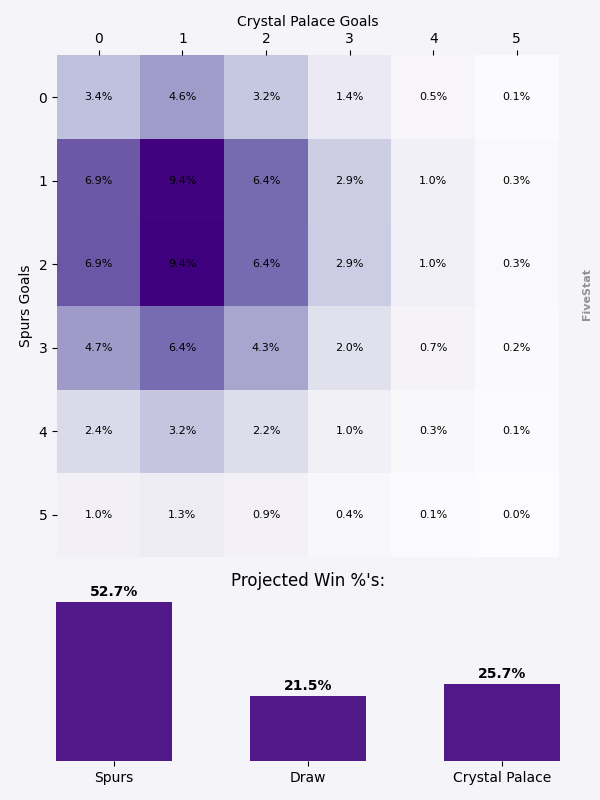 Crystal Palace Goals
0 1 2 3 4 5
0 3.4% 4.6% 3.2% 1.4% 0.5% 0.1%
1 6.9% 9.4% 6.4% 2.9% 1.0% 0.3%
2 6.9% 9.4% 6.4% 2.9% 1.0% 0.3%
3 4.7% 6.4% 4.3% 2.0% 0.7% 0.2%
4 2.4% 3.2% 2.2% 1.0% 0.3% 0.1%
5 1.0% 1.3% 0.9% 0.4% 0.1% 0.0%
Spurs Goals
FiveStat
Projected Win %'s:
52.7%
21.5%
25.7%
Spurs Draw Crystal Palace